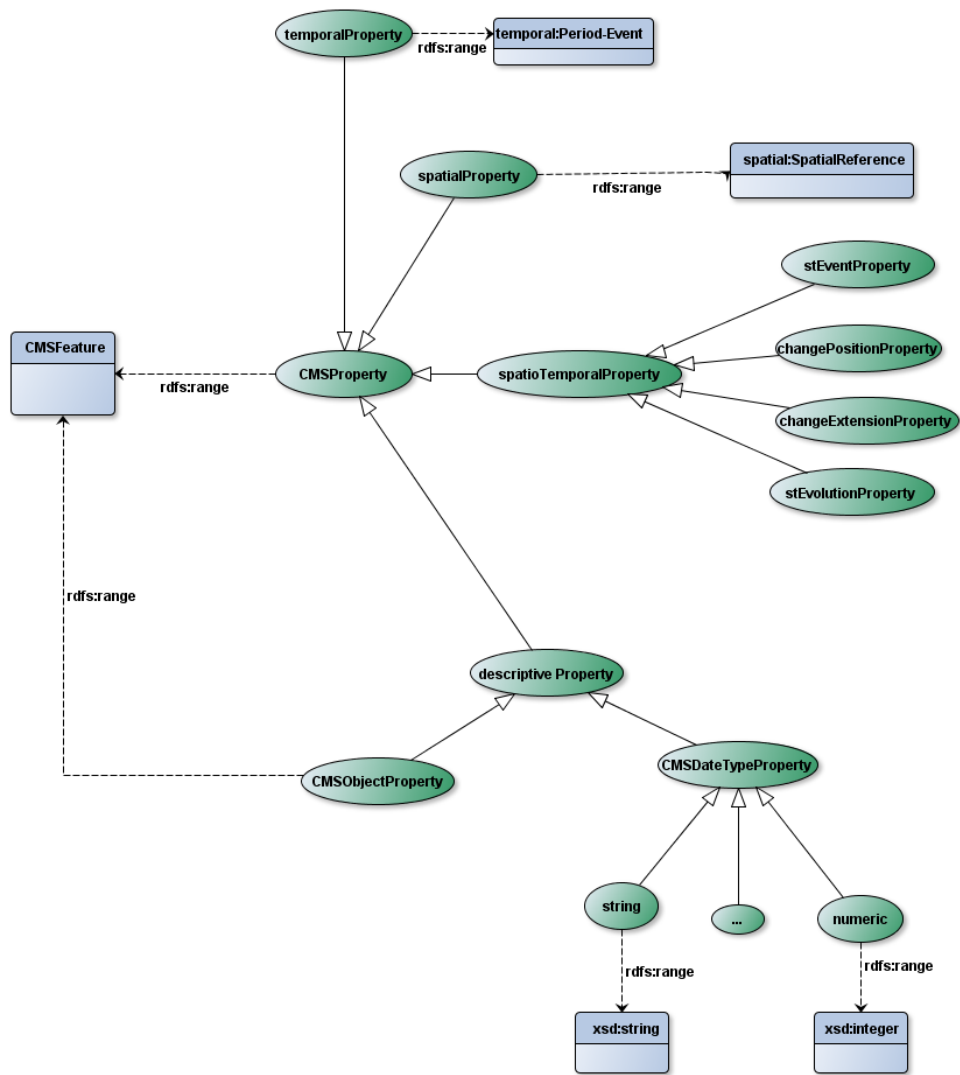 temporalProperty
rdfs:range
temporal:Period-Event
spatialProperty
rdfs:range
spatial:SpatialReference
stEventProperty
CMSFeature
rdfs:range
CMSProperty
spatioTemporalProperty
changePositionProperty
changeExtensionProperty
stEvolutionProperty
rdfs:range
descriptive Property
CMSObjectProperty
CMSDateTypeProperty
string
...
numeric
rdfs:range
rdfs:range
xsd:string
xsd:integer